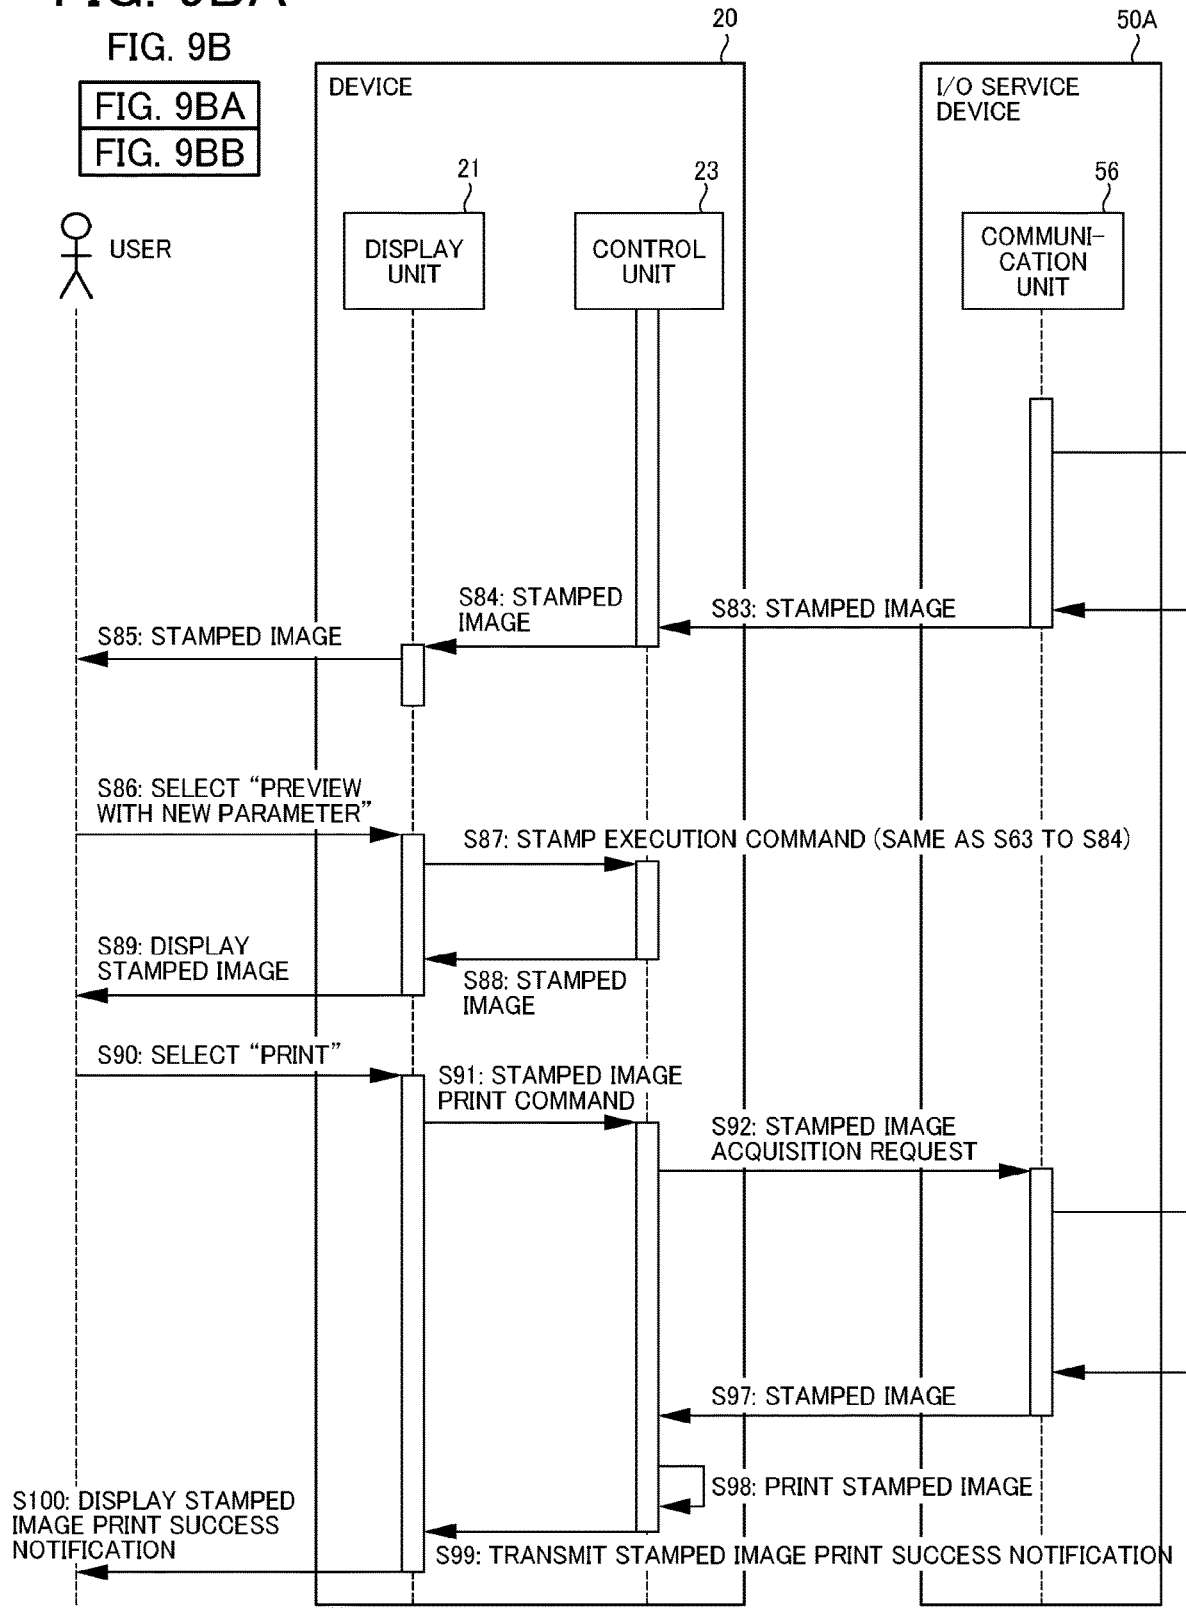 FIG. 9BA
FIG. 9B
FIG. 9BA
FIG. 9BB
20
50A
DEVICE
I/O SERVICE
DEVICE
21
23
56
USER
DISPLAY
UNIT
CONTROL
UNIT
COMMUNI-
CATION
UNIT
S84: STAMPED
IMAGE
S83: STAMPED IMAGE
S85: STAMPED IMAGE
S86: SELECT “PREVIEW
WITH NEW PARAMETER”
S87: STAMP EXECUTION COMMAND (SAME AS S63 TO S84)
S89: DISPLAY
STAMPED IMAGE
S88: STAMPED
IMAGE
S90: SELECT “PRINT”
S91: STAMPED IMAGE
PRINT COMMAND
S92: STAMPED IMAGE
ACQUISITION REQUEST
S97: STAMPED IMAGE
S98: PRINT STAMPED IMAGE
S100: DISPLAY STAMPED
IMAGE PRINT SUCCESS
NOTIFICATION
S99: TRANSMIT STAMPED IMAGE PRINT SUCCESS NOTIFICATION